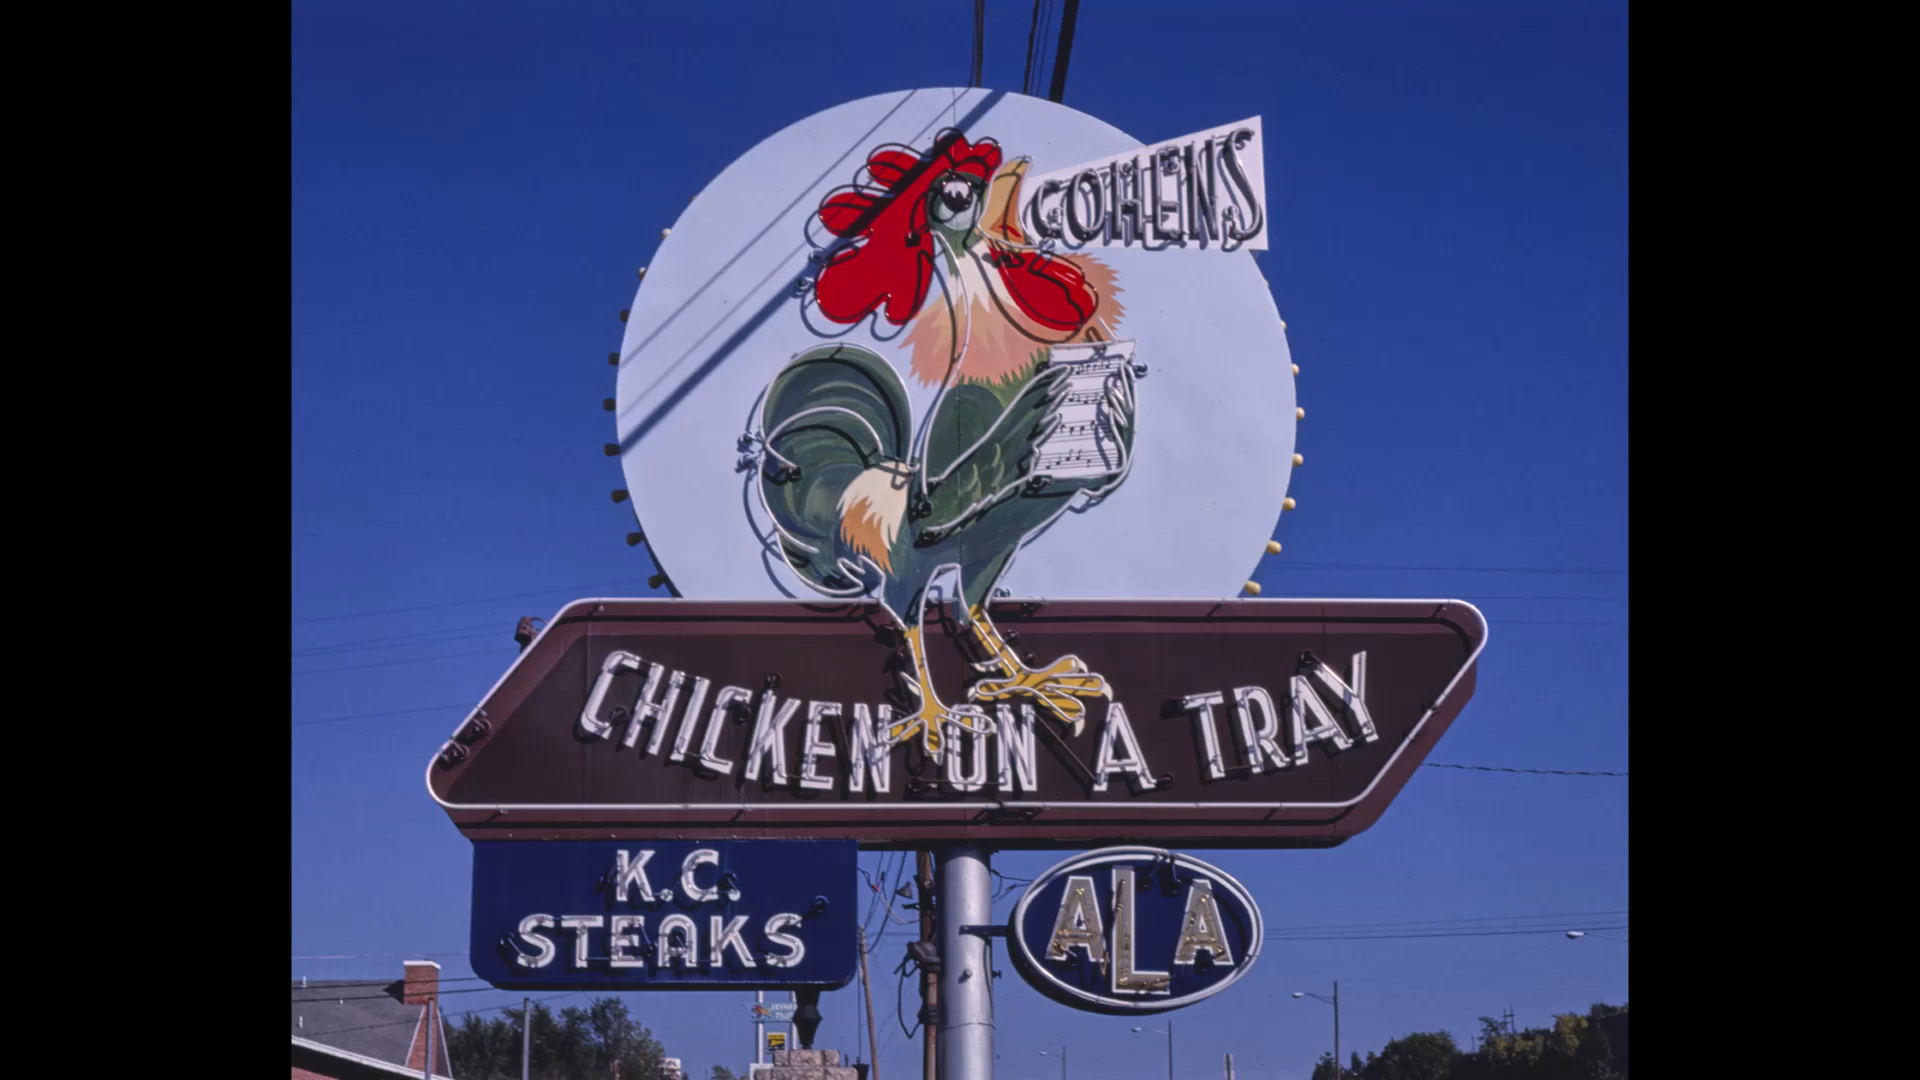 COHENS
CHICKEN ON A TRAY
K.C.
STEAKS
ALA